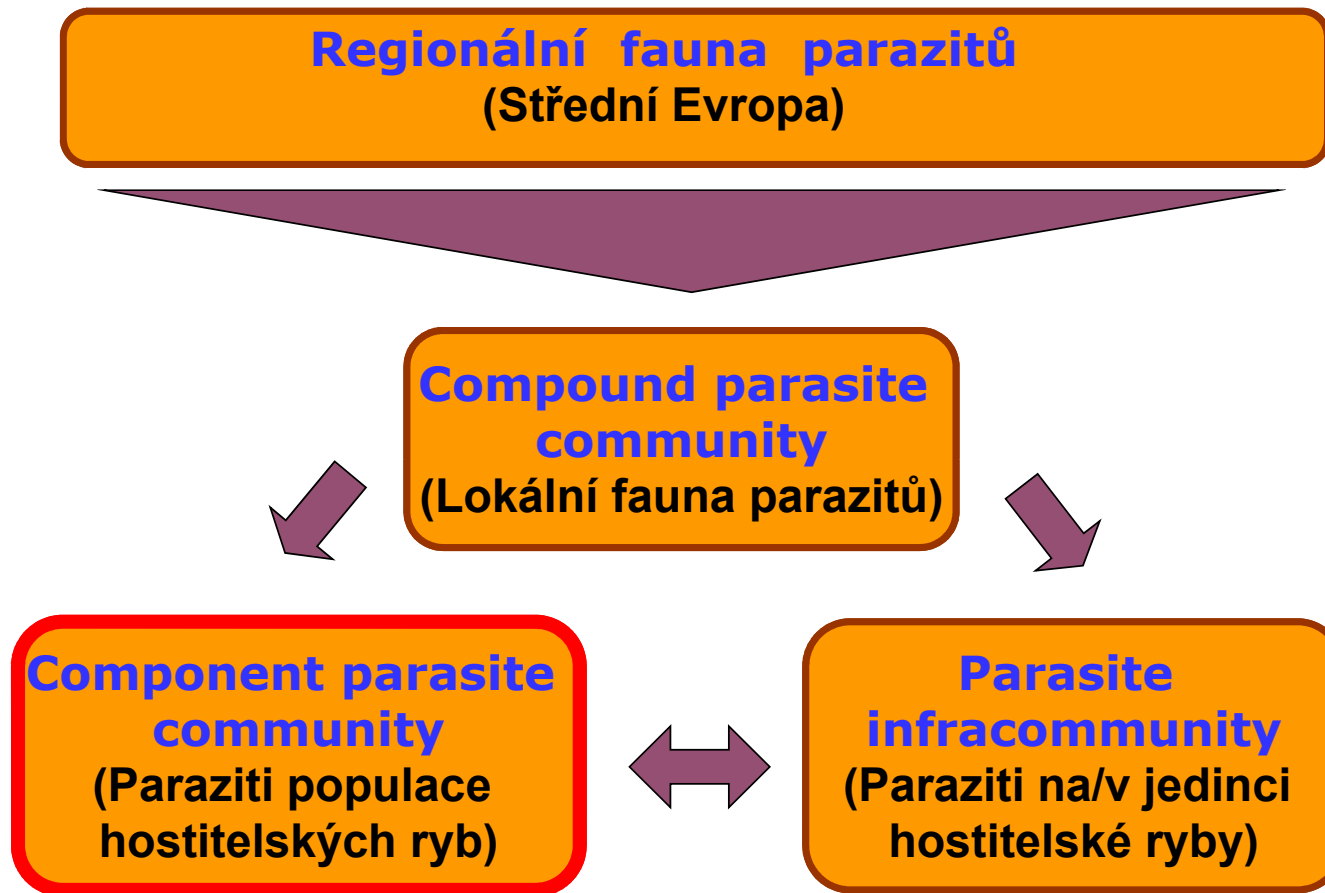 Regionální fauna parazitů
(Střední Evropa)
Compound parasite
community
(Lokální fauna parazitů)
Component parasite
community
(Paraziti populace
hostitelských ryb)
Parasite
infracommunity
(Paraziti na/v jedinci
hostitelské ryby)